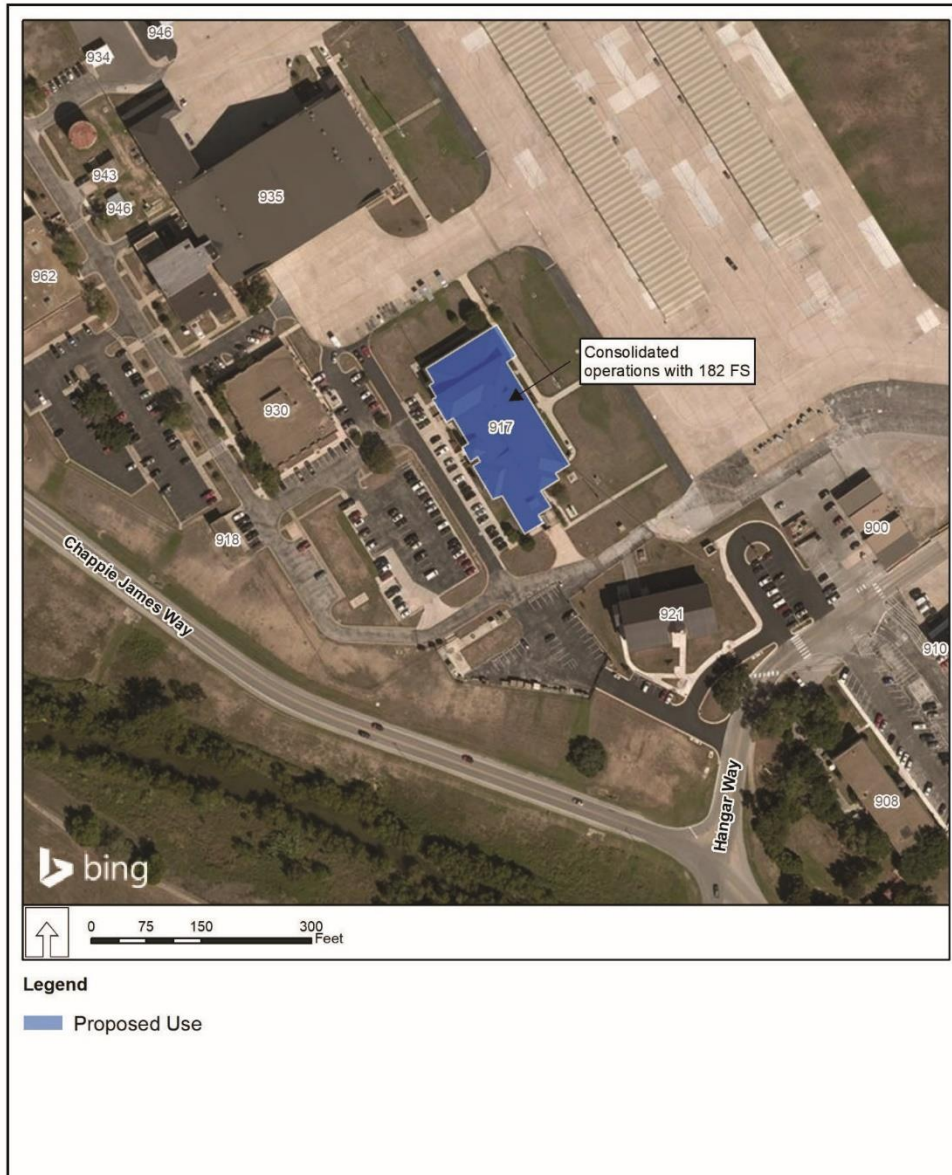 946
934
943
946
935
962
Consolidated
operations with 182 FS
930
917
918
900
921
910
Chappie James Way
Hangar Way
908
bing
0 75 150 300
Feet
Legend
Proposed Use